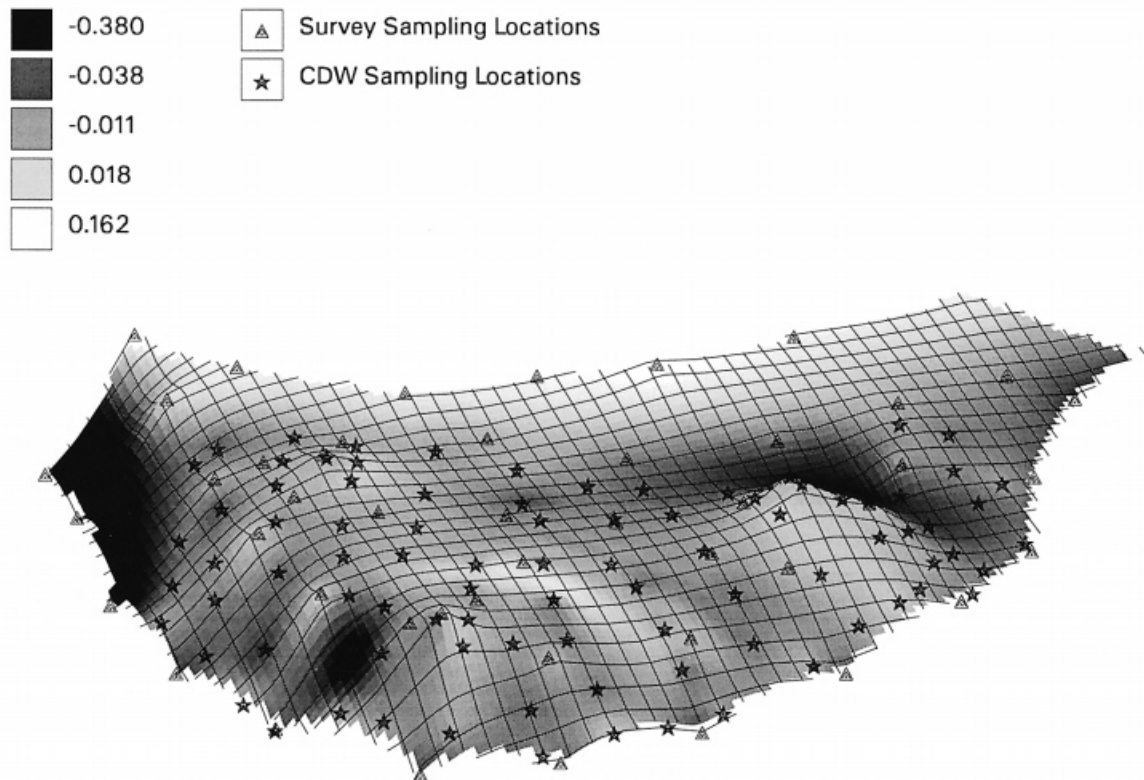 -0.380
-0.038
-0.011
0.018
0.162
Survey Sampling Locations
CDW Sampling Locations